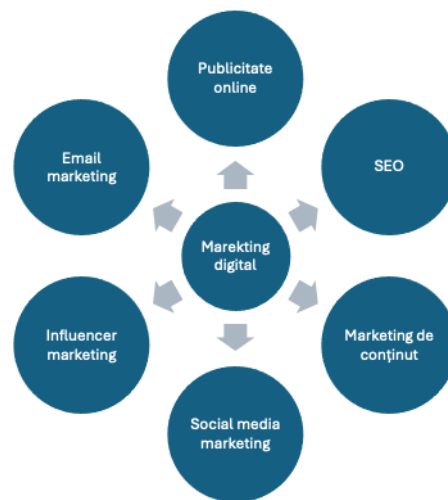 Publicitate
online
Email
marketing
SEO
Marekting
digital
Influencer
marketing
Marketing de
conținut
Social media
marketing